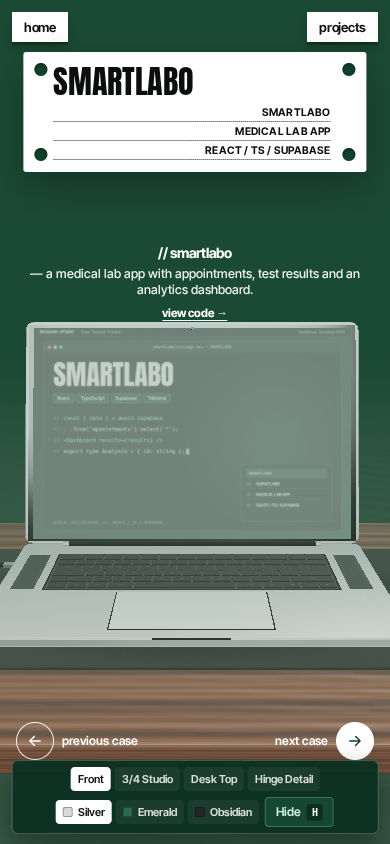 home
projects
SMARTLABO
SMARTLABO
MEDICAL LAB APP
REACT / TS / SUPABASE
// smartlabo
— a medical lab app with appointments, test results and an
analytics dashboard.
view code →
SMARTLABO
React TypeScript Supabase Tailwind
const { data } = await supabase
.from('appointments').select('*');
<Dashboard results={results} />
export type Analysis = { id: string };
SMARTLABO
SMARTLABO
MEDICAL LAB APP
REACT / TS / SUPABASE
← previous case
next case →
Front 3/4 Studio Desk Top Hinge Detail
Silver Emerald Obsidian Hide H